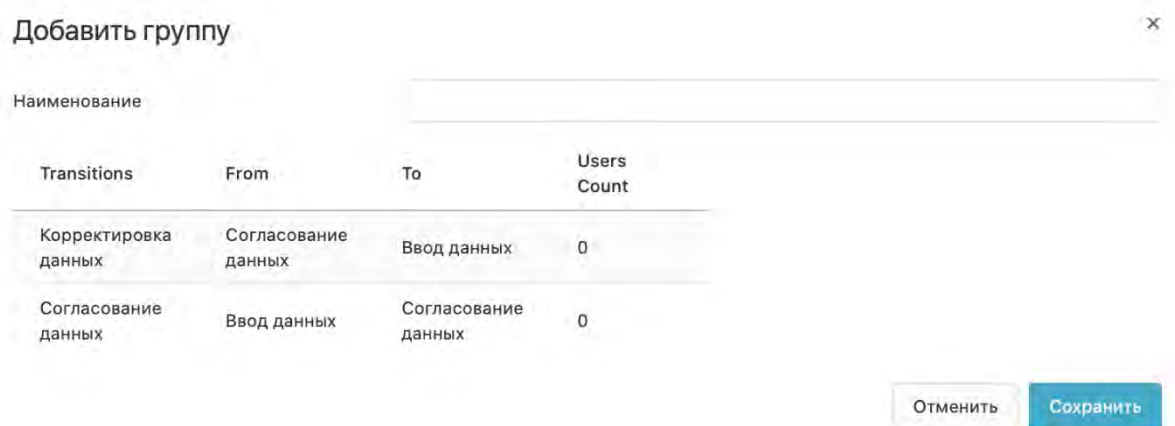 Добавить группу
×
Наименование
Transitions From To Users Count
Корректировка данных Согласование данных Ввод данных 0
Согласование данных Ввод данных Согласование данных 0
Отменить Сохранить